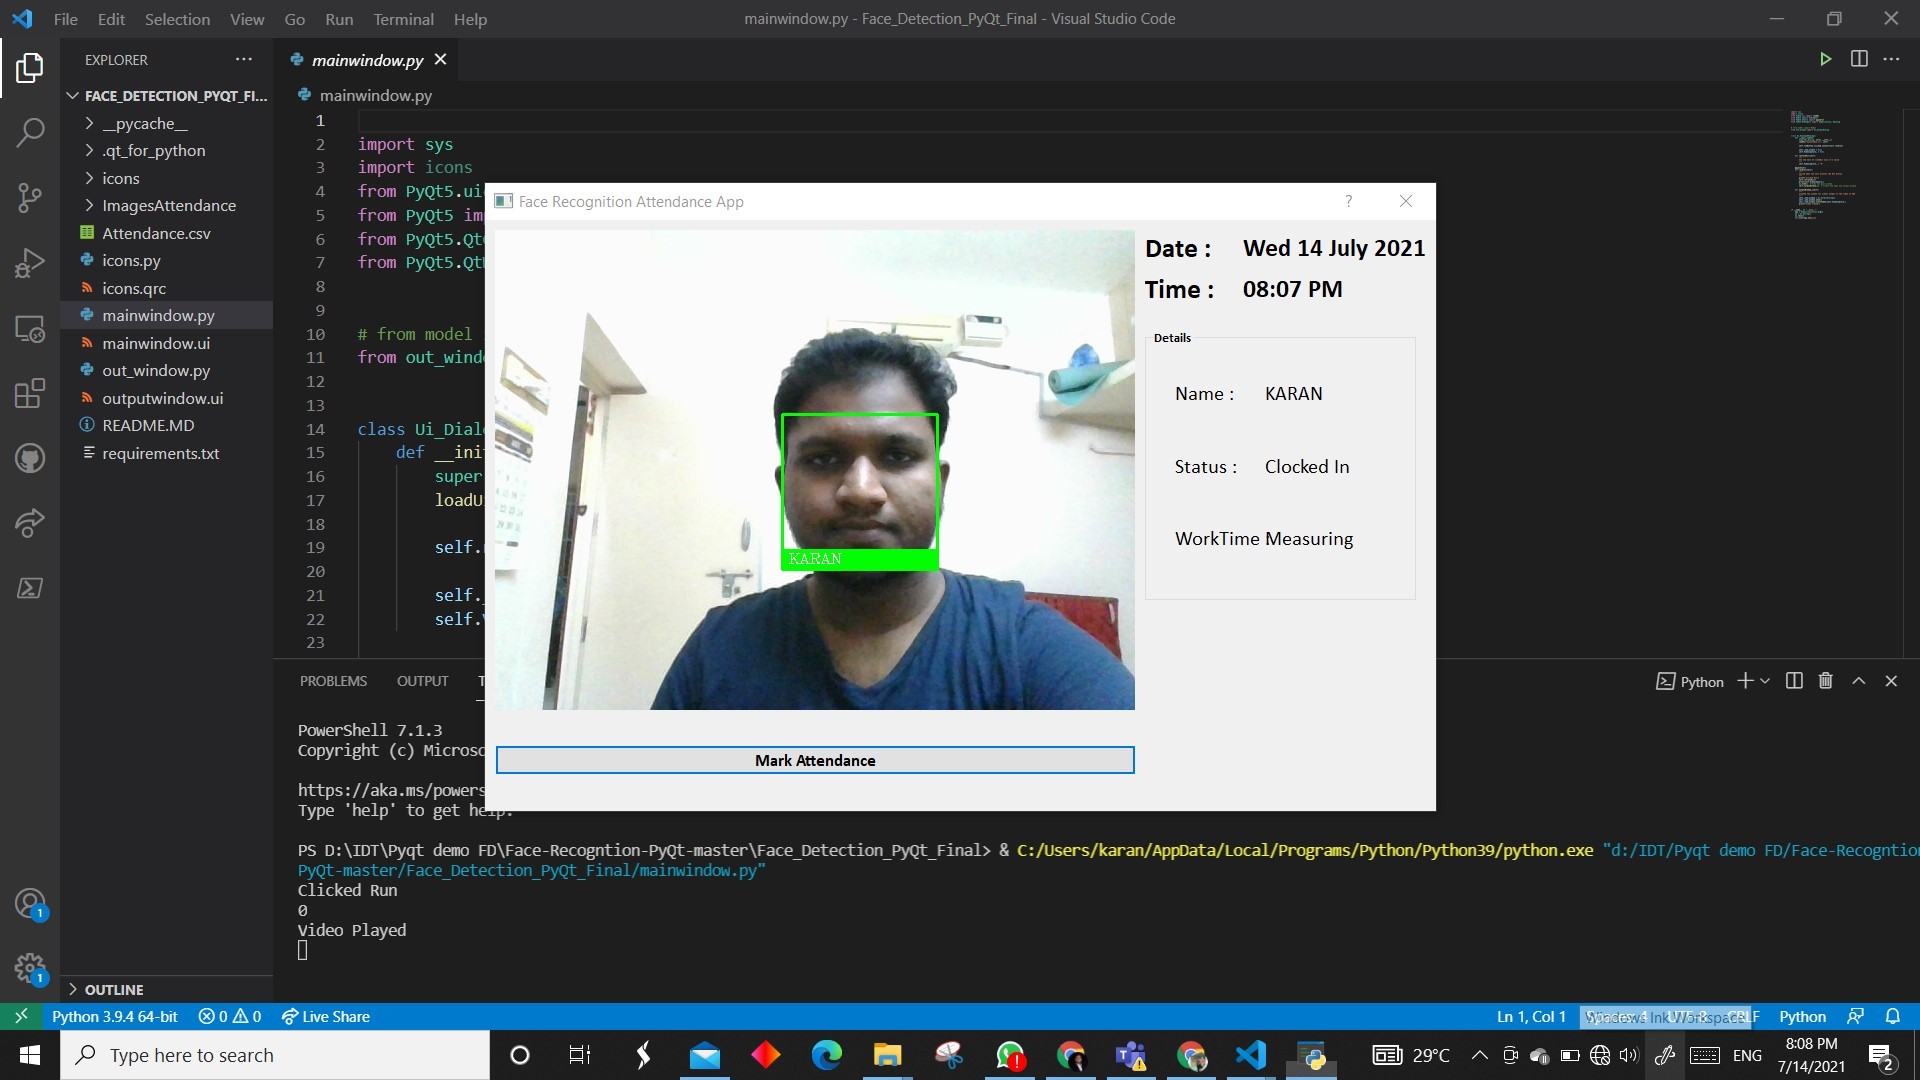 File Edit Selection View Go Run Terminal Help
mainwindow.py - Face_Detection_PyQt_Final - Visual Studio Code
EXPLORER
FACE_DETECTION_PYQT_FI...
__pycache__
.qt_for_python
icons
ImagesAttendance
Attendance.csv
icons.py
icons.qrc
mainwindow.py
mainwindow.ui
out_window.py
outputwindow.ui
README.MD
requirements.txt
OUTLINE
mainwindow.py
mainwindow.py
1
2 import sys
3 import icons
4 from PyQt5.ui
5 from PyQt5 im
6 from PyQt5.Qt
7 from PyQt5.Qt
8
9
10 # from model
11 from out_wind
12
13
14 class Ui_Dial
15 def __ini
16 super
17 loadU
18
19 self.
20
21 self.
22 self.
23
Face Recognition Attendance App
?
KARAN
Mark Attendance
Date : Wed 14 July 2021
Time : 08:07 PM
Details
Name : KARAN
Status : Clocked In
WorkTime Measuring
PROBLEMS OUTPUT
Python
PowerShell 7.1.3
Copyright (c) Microso
https://aka.ms/powers
Type 'help' to get help.
PS D:\IDT\Pyqt demo FD\Face-Recogntion-PyQt-master\Face_Detection_PyQt_Final> & C:/Users/karan/AppData/Local/Programs/Python/Python39/python.exe "d:/IDT/Pyqt demo FD/Face-Recogntion
PyQt-master/Face_Detection_PyQt_Final/mainwindow.py"
Clicked Run
0
Video Played
1
1
Python 3.9.4 64-bit 0 0 Live Share
Ln 1, Col 1 Spaces: 4 UTF-8 CRLF Python
Windows Ink Workspace
Type here to search
29°C
ENG
8:08 PM
7/14/2021
2